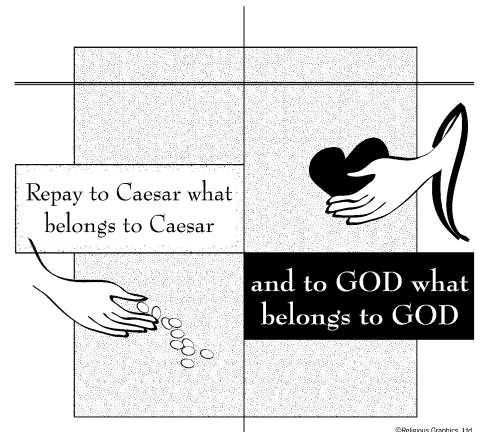 Repay to Caesar what
belongs to Caesar
and to GOD what
belongs to GOD
©Religious Graphics, Ltd.